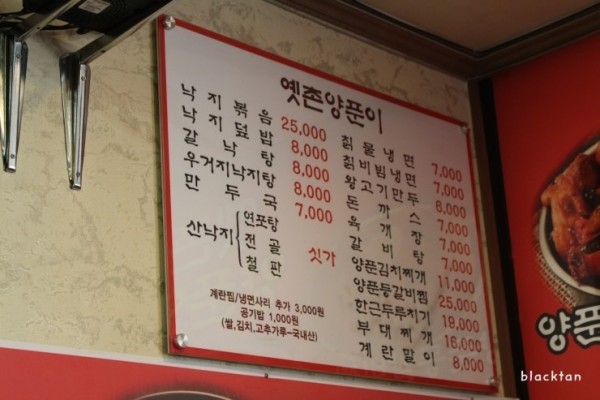 옛촌양푼이
낙지볶음 25,000
낙지덮밥 8,000
갈낙탕 8,000
우거지낙지탕 8,000
만두국 7,000
산낙지
연포탕
전골
철판
싯가
계란찜/냉면사리 추가 3,000원
공기밥 1,000원
(쌀,김치,고추가루-국내산)
칡물냉면 7,000
칡비빔냉면 7,000
왕고기만두 6,000
돈까스 7,000
육개장 7,000
갈비탕 7,000
양푼김치찌개 11,000
양푼등갈비찜 25,000
한근두루치기 19,000
부대찌개 16,000
계란말이 8,000
양푼
blacktan